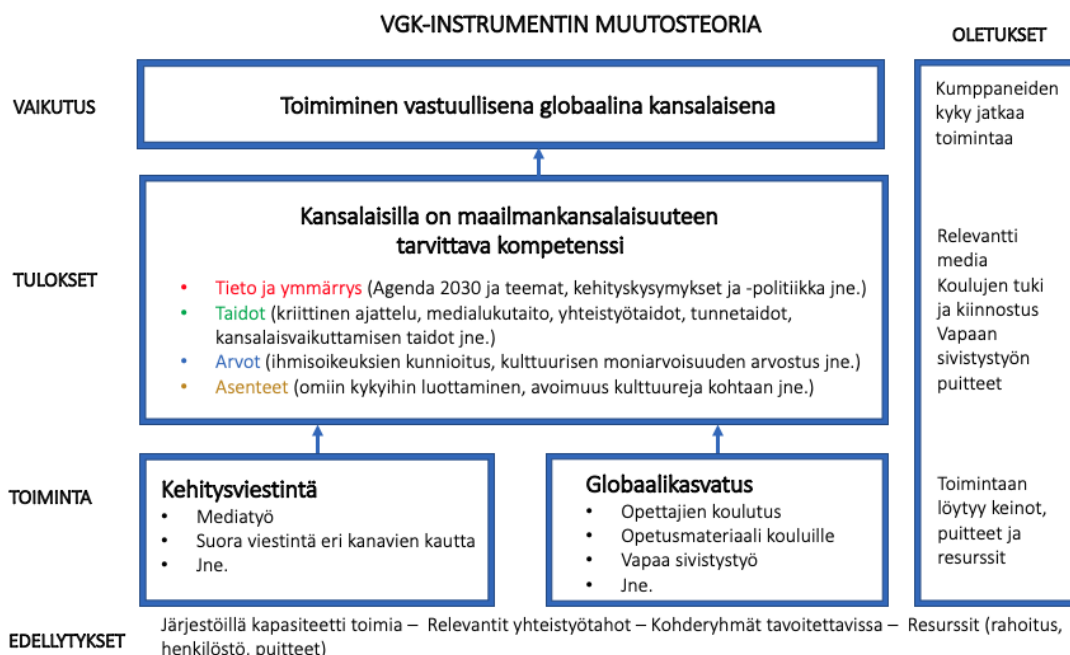 VGK-INSTRUMENTIN MUUTOSTEORIA
OLETUKSET
VAIKUTUS
Toimiminen vastuullisena globaalina kansalaisena
Kumppaneiden
kyky jatkaa
toimintaa
TULOKSET
Kansalaisilla on maailmankansalaisuuteen
tarvittava kompetenssi
• Tieto ja ymmärrys (Agenda 2030 ja teemat, kehityskysymykset ja -politiikka jne.)
• Taidot (kriittinen ajattelu, medialukutaito, yhteistyötaidot, tunnetaidot,
kansalaisvaikuttamisen taidot jne.)
• Arvot (ihmisoikeuksien kunnioitus, kulttuurisen moniarvoisuuden arvostus jne.)
• Asenteet (omiin kykyihin luottaminen, avoimuus kulttuureja kohtaan jne.)
Relevantti
media
Koulujen tuki
ja kiinnostus
Vapaan
sivistystyön
puitteet
TOIMINTA
Kehitysviestintä
• Mediatyö
• Suora viestintä eri kanavien kautta
• Jne.
Globaalikasvatus
• Opettajien koulutus
• Opetusmateriaali kouluille
• Vapaa sivistystyö
• Jne.
Toimintaan
löytyy keinot,
puitteet ja
resurssit
EDELLYTYKSET
Järjestöillä kapasiteetti toimia – Relevantit yhteistyötahot – Kohderyhmät tavoitettavissa – Resurssit (rahoitus,
henkilöstö, puitteet)